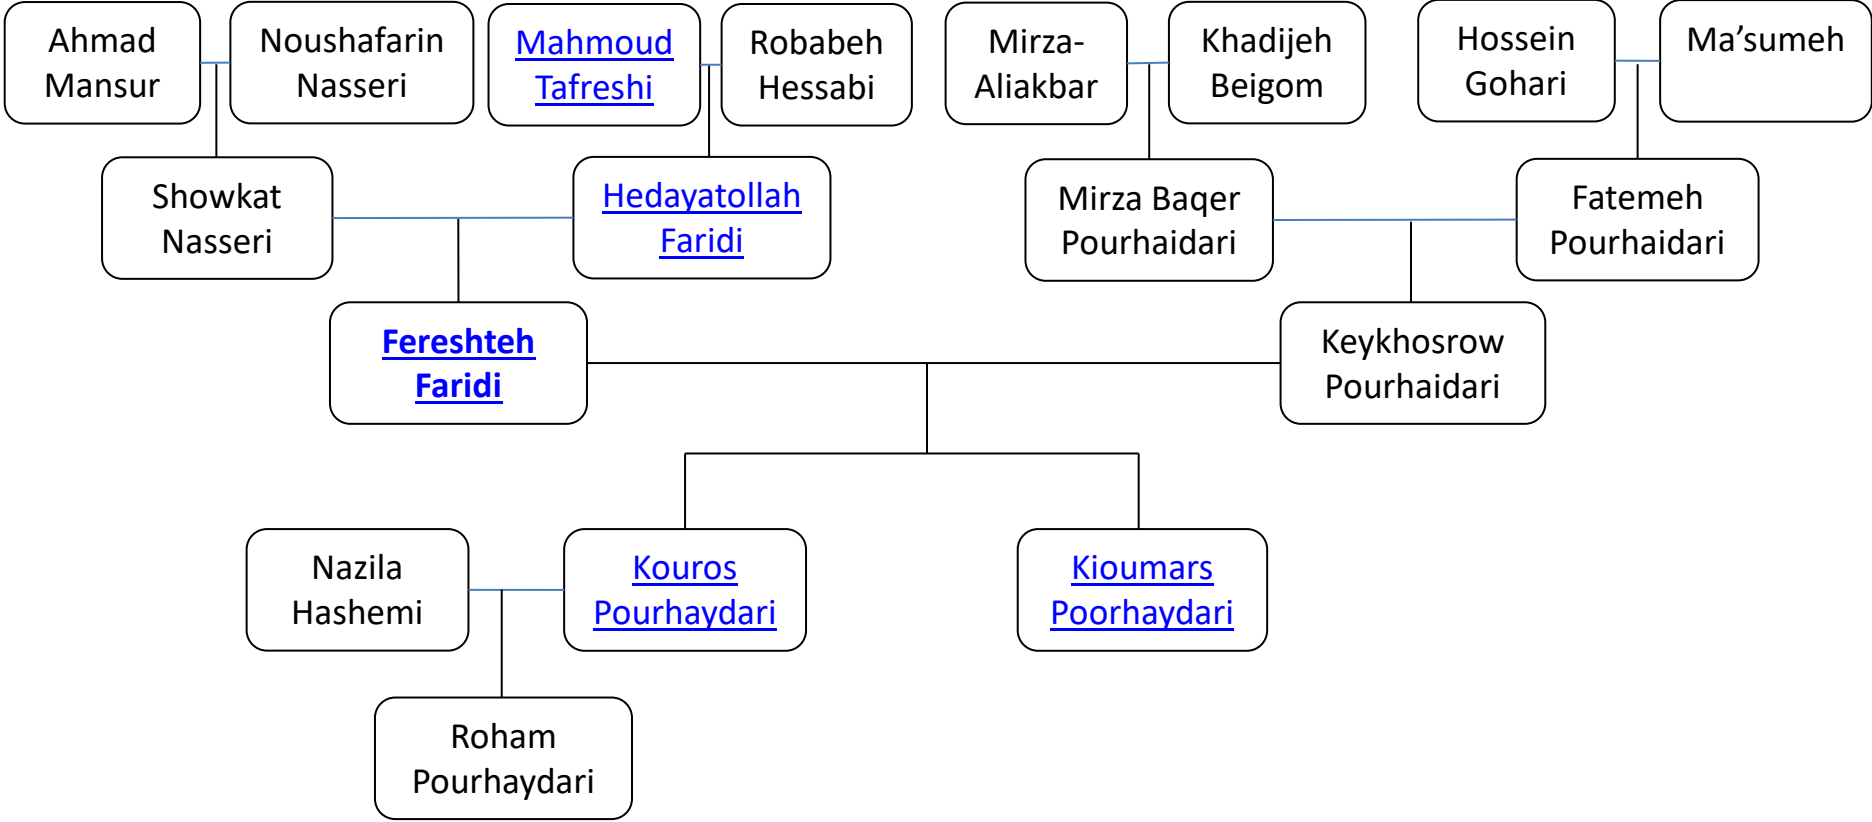 Ahmad
Mansur
Noushafarin
Nasseri
Mahmoud
Tafreshi
Robabeh
Hessabi
Mirza-
Aliakbar
Khadijeh
Beigom
Hossein
Gohari
Ma’sumeh
Showkat
Nasseri
Hedayatollah
Faridi
Mirza Baqer
Pourhaidari
Fatemeh
Pourhaidari
Fereshteh
Faridi
Keykhosrow
Pourhaidari
Nazila
Hashemi
Kouros
Pourhaydari
Kioumars
Poorhaydari
Roham
Pourhaydari